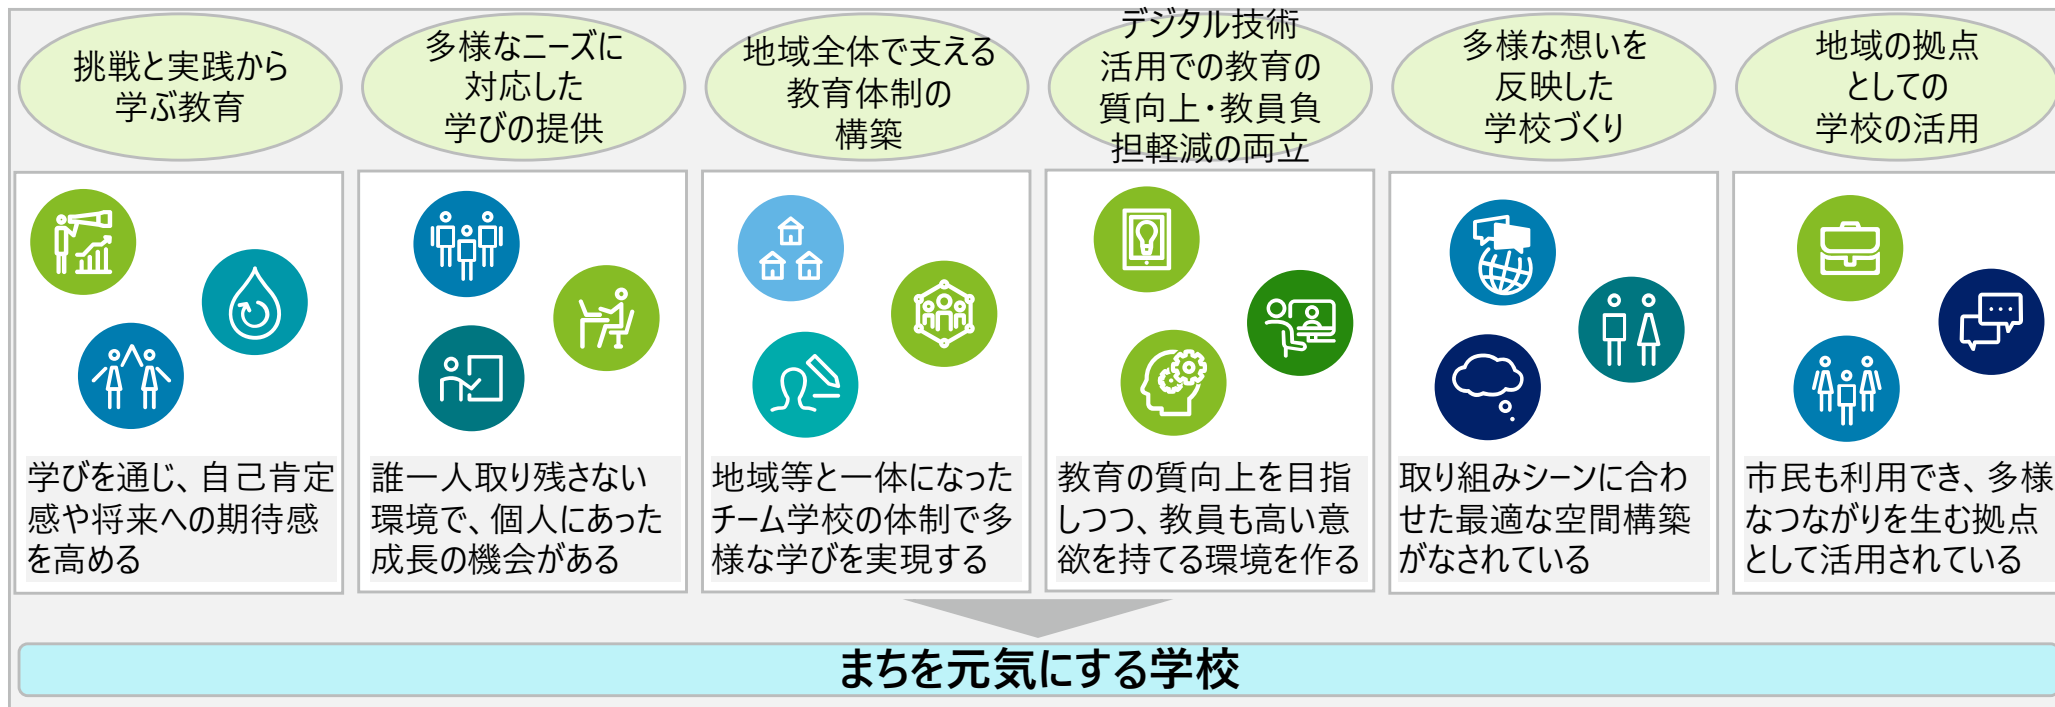 挑戦と実践から
学ぶ教育
多様なニーズに
対応した
学びの提供
地域全体で支える
教育体制の
構築
デジタル技術
活用での教育の
質向上・教員負
担軽減の両立
多様な想いを
反映した
学校づくり
地域の拠点
としての
学校の活用
学びを通じ、自己肯定
感や将来への期待感
を高める
誰一人取り残さない
環境で、個人にあった
成長の機会がある
地域等と一体になった
チーム学校の体制で多
様な学びを実現する
教育の質向上を目指
しつつ、教員も高い意
欲を持てる環境を作る
取り組みシーンに合わ
せた最適な空間構築
がなされている
市民も利用でき、多様
なつながりを生む拠点
として活用されている
まちを元気にする学校